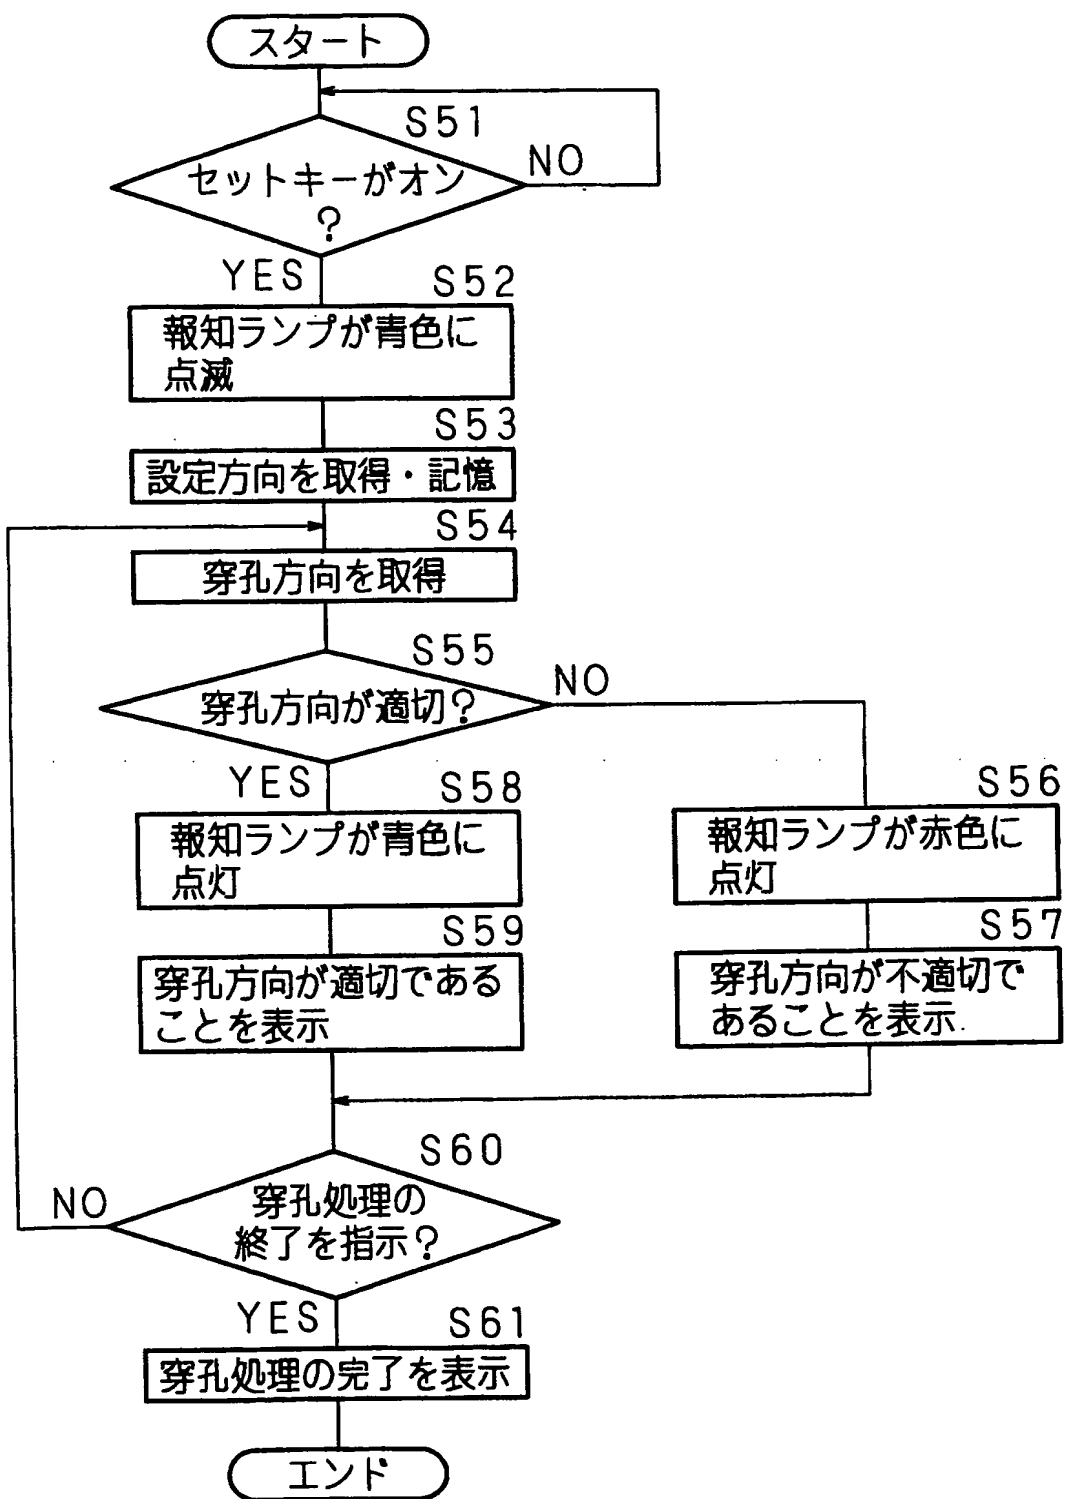 スタート
S51
セットキーがオン
?
NO
YES
S52
報知ランプが青色に
点滅
S53
設定方向を取得・記憶
S54
穿孔方向を取得
S55
穿孔方向が適切?
NO
YES
S58
報知ランプが青色に
点灯
S56
報知ランプが赤色に
点灯
S59
穿孔方向が適切である
ことを表示
S57
穿孔方向が不適切で
あることを表示
S60
穿孔処理の
終了を指示?
NO
YES
S61
穿孔処理の完了を表示
エンド